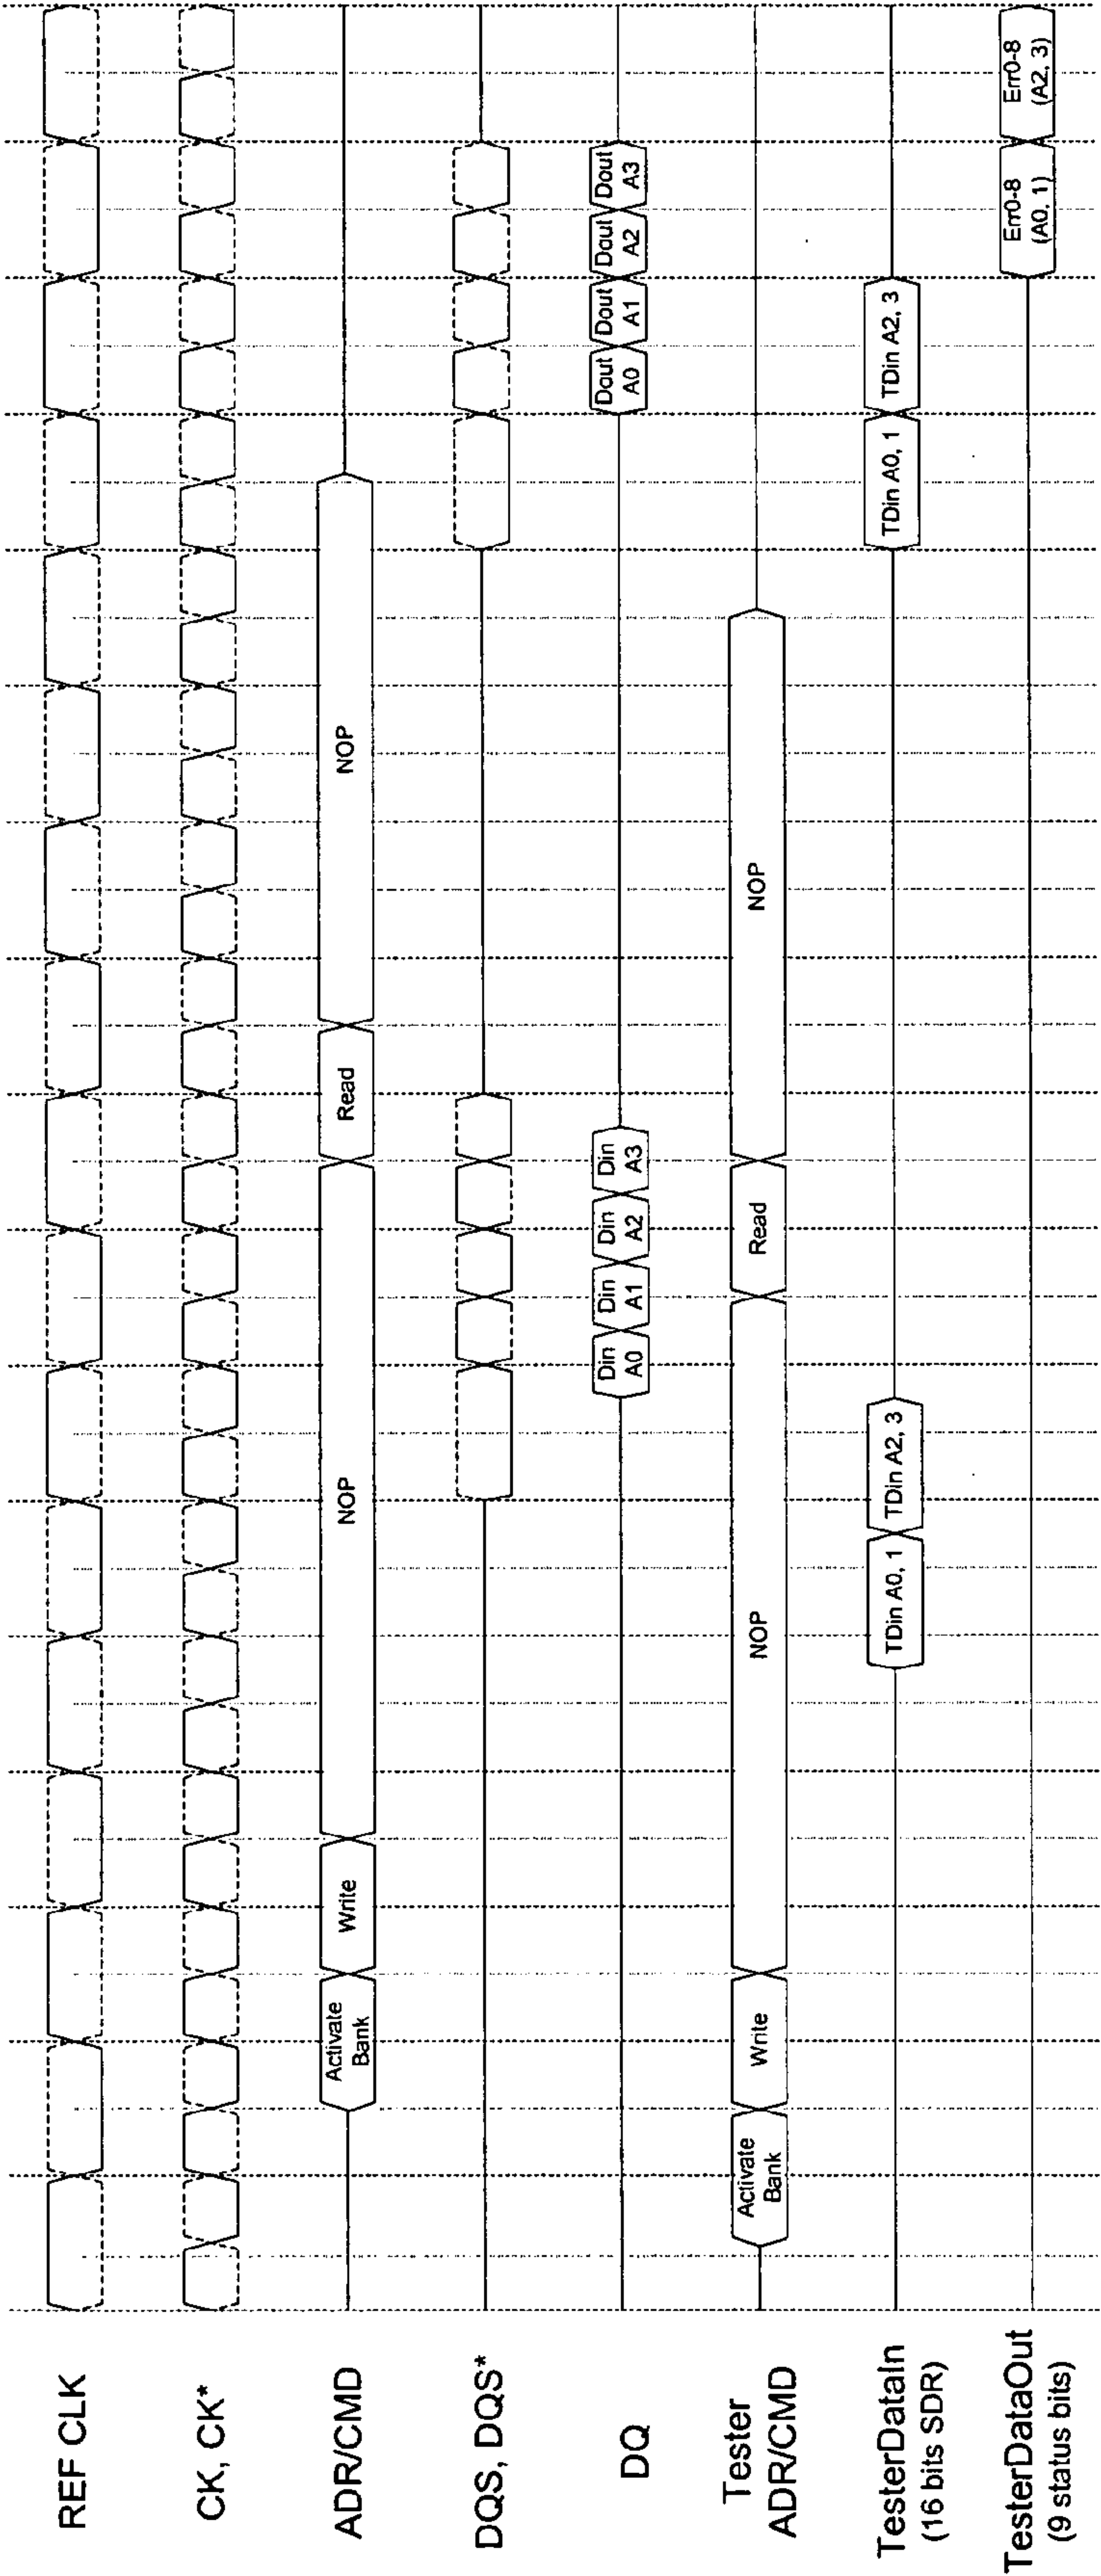 REF CLK
CK, CK*
ADR/CMD
Activate
Bank
Write
NOP
Read
NOP
DQS, DQS*
DQ
Din
A0
Din
A1
Din
A2
Din
A3
Dout
A0
Dout
A1
Dout
A2
Dout
A3
Tester
ADR/CMD
Activate
Bank
Write
NOP
Read
NOP
TesterDataIn
(16 bits SDR)
TDin A0, 1
TDin A2, 3
TDin A0, 1
TDin A2, 3
TesterDataOut
(9 status bits)
Err0-8
(A0, 1)
Err0-8
(A2, 3)